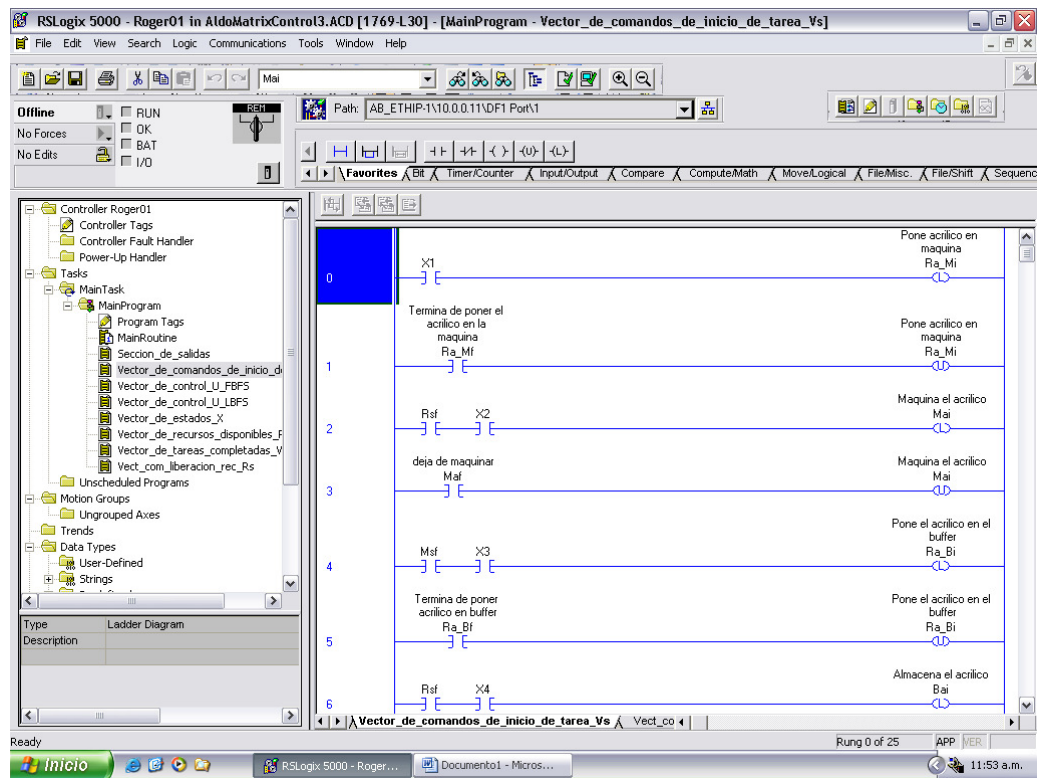 RSLogix 5000 - Roger01 in AldoMatrixControl3.ACD [1769-L30] - [MainProgram - Vector_de_comandos_de_inicio_de_tarea_Vs]
File Edit View Search Logic Communications Tools Window Help
Mai
Offline
RUN
REM
No Forces
OK
No Edits
BAT
I/O
Path: AB_ETHIP-1\10.0.0.11\DF1 Port\1
Favorites Bit Timer/Counter Input/Output Compare Compute/Math Move/Logical File/Misc. File/Shift Sequenc
Controller Roger01
Controller Tags
Controller Fault Handler
Power-Up Handler
Tasks
MainTask
MainProgram
Program Tags
MainRoutine
Seccion_de_salidas
Vector_de_comandos_de_inicio_d
Vector_de_control_U_FBFS
Vector_de_control_U_LBFS
Vector_de_estados_X
Vector_de_recursos_disponibles_F
Vector_de_tareas_completadas_V
Vect_com_liberacion_rec_Rs
Unscheduled Programs
Motion Groups
Ungrouped Axes
Trends
Data Types
User-Defined
Strings
Type Ladder Diagram
Description
Pone acrilico en
maquina
X1 Ra_Mi
0 L
Termina de poner el
acrilico en la
maquina
Ra_Mf
Pone acrilico en
maquina
Ra_Mi
1 U
Maquina el acrilico
Rsf X2 Mai
2 L
deja de maquinar
Maf
Maquina el acrilico
Mai
3 U
Pone el acrilico en el
buffer
Msf X3 Ra_Bi
4 L
Termina de poner
acrilico en buffer
Ra_Bf
Pone el acrilico en el
buffer
Ra_Bi
5 U
Almacena el acrilico
Rsf X4 Bai
6 L
Vector_de_comandos_de_inicio_de_tarea_Vs Vect_co
Ready
Rung 0 of 25 APP VER
Inicio
RSLogix 5000 - Roger...
Documento1 - Micros...
11:53 a.m.